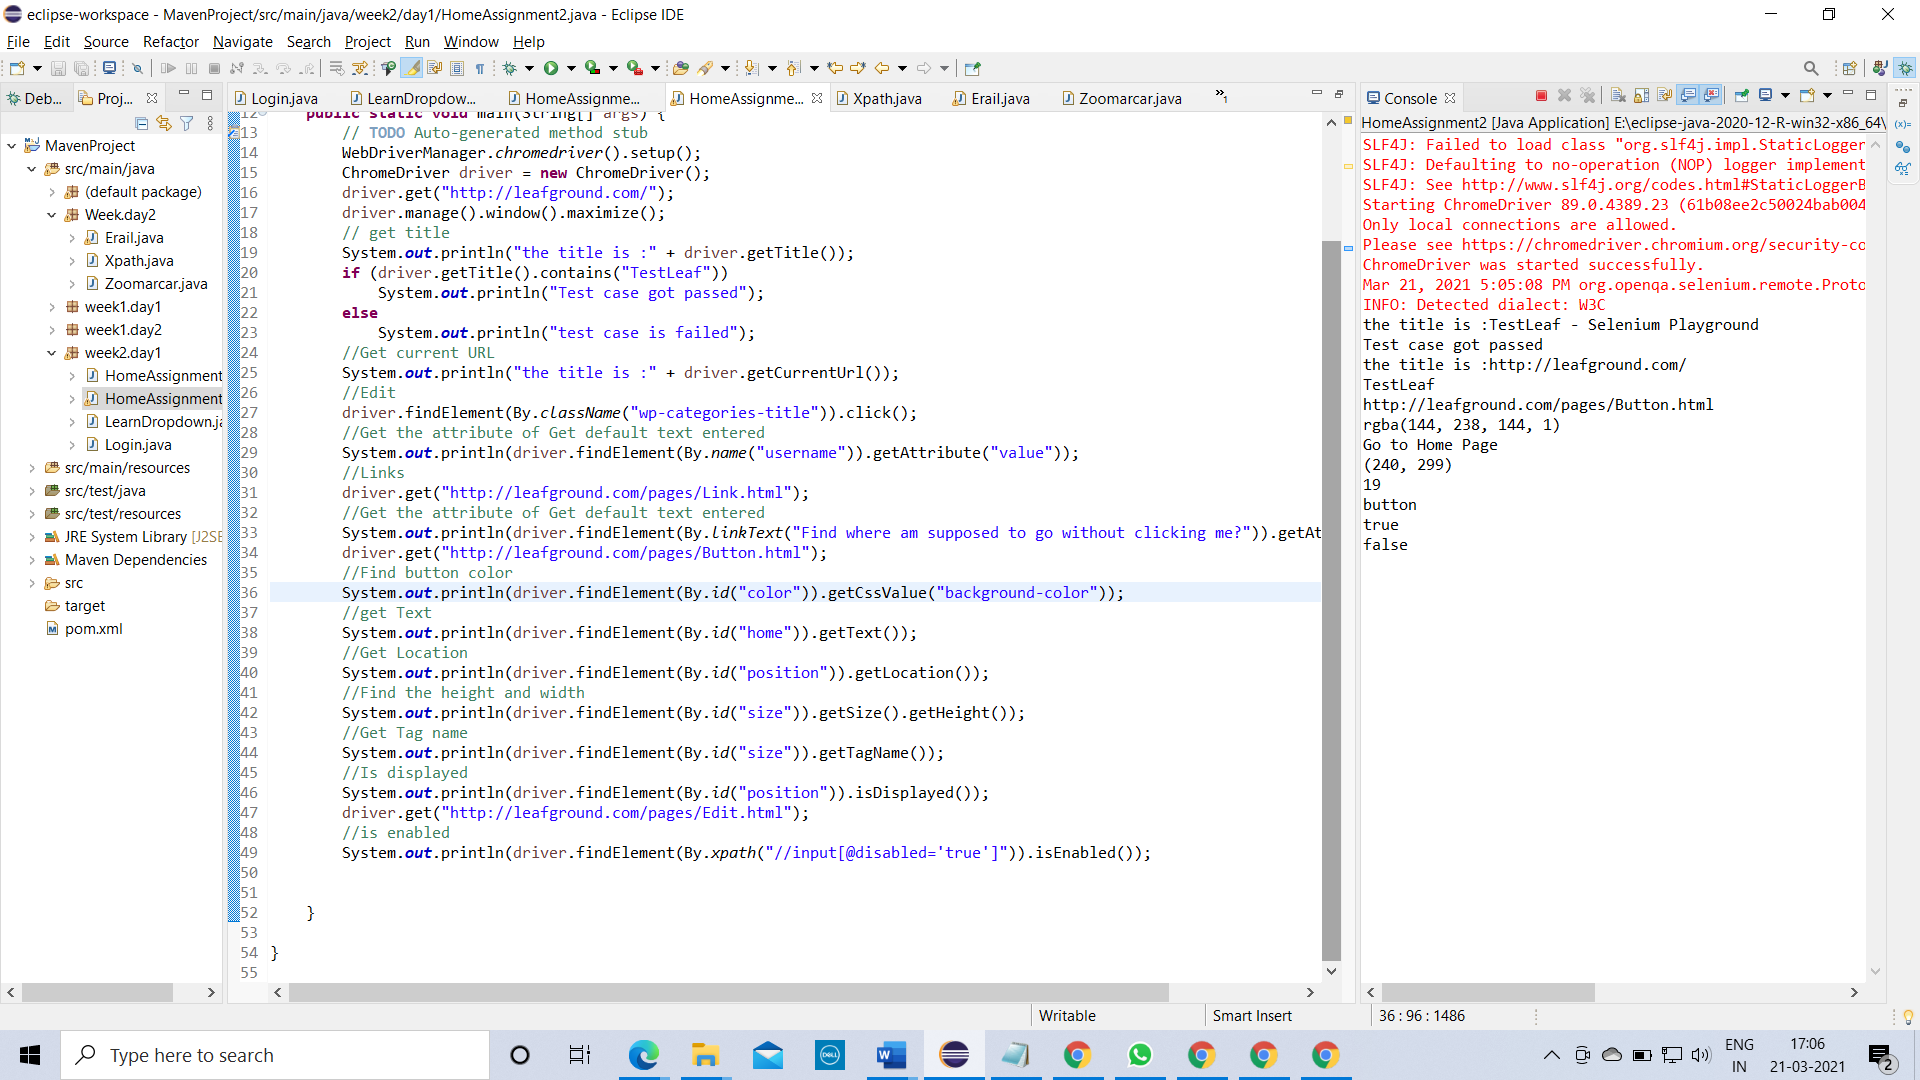 eclipse-workspace - MavenProject/src/main/java/week2/day1/HomeAssignment2.java - Eclipse IDE
File Edit Source Refactor Navigate Search Project Run Window Help
Deb... Proj...
Login.java LearnDropdow... HomeAssignme... HomeAssignme... Xpath.java Erail.java Zoomarcar.java 1
MavenProject
src/main/java
(default package)
Week.day2
Erail.java
Xpath.java
Zoomarcar.java
week1.day1
week1.day2
week2.day1
HomeAssignment
HomeAssignment
LearnDropdown.ja
Login.java
src/main/resources
src/test/java
src/test/resources
JRE System Library [J2SE
Maven Dependencies
src
target
pom.xml
12 public static void main(String[] args) {
13 // TODO Auto-generated method stub
14 WebDriverManager.chromedriver().setup();
15 ChromeDriver driver = new ChromeDriver();
16 driver.get("http://leafground.com/");
17 driver.manage().window().maximize();
18 // get title
19 System.out.println("the title is :" + driver.getTitle());
20 if (driver.getTitle().contains("TestLeaf"))
21 System.out.println("Test case got passed");
22 else
23 System.out.println("test case is failed");
24 //Get current URL
25 System.out.println("the title is :" + driver.getCurrentUrl());
26 //Edit
27 driver.findElement(By.className("wp-categories-title")).click();
28 //Get the attribute of Get default text entered
29 System.out.println(driver.findElement(By.name("username")).getAttribute("value"));
30 //Links
31 driver.get("http://leafground.com/pages/Link.html");
32 //Get the attribute of Get default text entered
33 System.out.println(driver.findElement(By.linkText("Find where am supposed to go without clicking me?")).getAt
34 driver.get("http://leafground.com/pages/Button.html");
35 //Find button color
36 System.out.println(driver.findElement(By.id("color")).getCssValue("background-color"));
37 //get Text
38 System.out.println(driver.findElement(By.id("home")).getText());
39 //Get Location
40 System.out.println(driver.findElement(By.id("position")).getLocation());
41 //Find the height and width
42 System.out.println(driver.findElement(By.id("size")).getSize().getHeight());
43 //Get Tag name
44 System.out.println(driver.findElement(By.id("size")).getTagName());
45 //Is displayed
46 System.out.println(driver.findElement(By.id("position")).isDisplayed());
47 driver.get("http://leafground.com/pages/Edit.html");
48 //is enabled
49 System.out.println(driver.findElement(By.xpath("//input[@disabled='true']")).isEnabled());
50
51
52 }
53
54 }
55
Console
HomeAssignment2 [Java Application] E:\eclipse-java-2020-12-R-win32-x86_64\
SLF4J: Failed to load class "org.slf4j.impl.StaticLogger
SLF4J: Defaulting to no-operation (NOP) logger implement
SLF4J: See http://www.slf4j.org/codes.html#StaticLoggerB
Starting ChromeDriver 89.0.4389.23 (61b08ee2c50024bab004
Only local connections are allowed.
Please see https://chromedriver.chromium.org/security-co
ChromeDriver was started successfully.
Mar 21, 2021 5:05:08 PM org.openqa.selenium.remote.Proto
INFO: Detected dialect: W3C
the title is :TestLeaf - Selenium Playground
Test case got passed
the title is :http://leafground.com/
TestLeaf
http://leafground.com/pages/Button.html
rgba(144, 238, 144, 1)
Go to Home Page
(240, 299)
19
button
true
false
Writable Smart Insert 36 : 96 : 1486
Type here to search
DELL
W
ENG
IN
17:06
21-03-2021
2